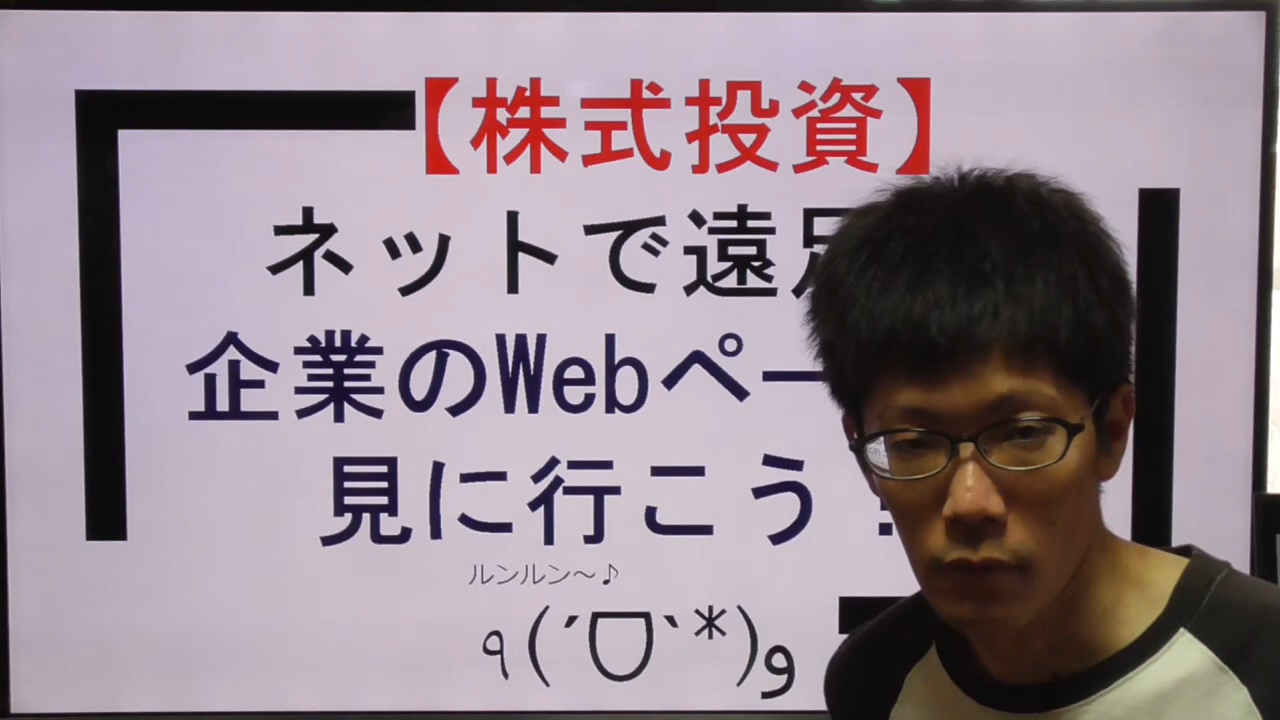 【株式投資】
ネットで遠足
企業のWebペー
見に行こう！
ルンルン～♪
٩(´ᗜ`*)و